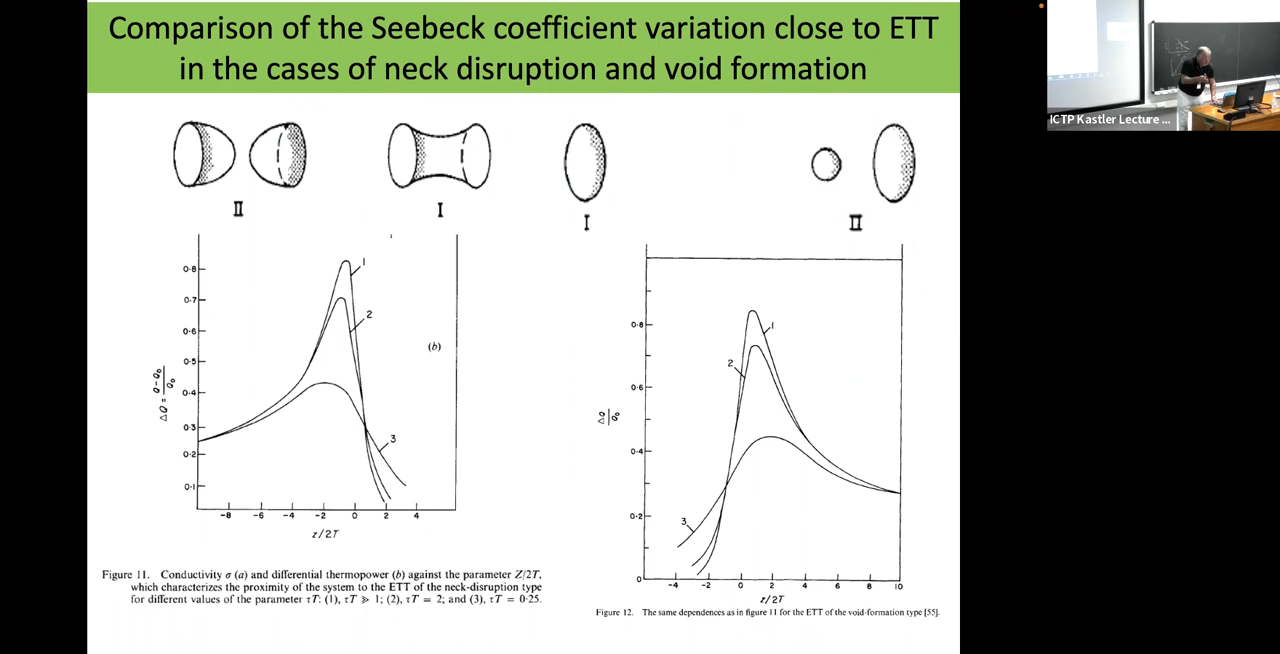 Comparison of the Seebeck coefficient variation close to ETT
in the cases of neck disruption and void formation
ICTP Kastler Lecture ...
II
I
I
II
0·8
0·7
0·6
0·5
0·4
0·3
0·2
0·1
ΔQ = Q - Q₀ / Q₀
1
2
3
(b)
-8 -6 -4 -2 0 2 4
z/2T
Figure 11. Conductivity σ (a) and differential thermopower (b) against the parameter Z/2T,
which characterizes the proximity of the system to the ETT of the neck-disruption type
for different values of the parameter τT: (1), τT ≫ 1; (2), τT = 2; and (3), τT = 0·25.
0·8
0·6
0·4
0·2
0
ΔQ / Q₀
1
2
3
-4 -2 0 2 4 6 8 10
z/2T
Figure 12. The same dependences as in figure 11 for the ETT of the void-formation type [55].